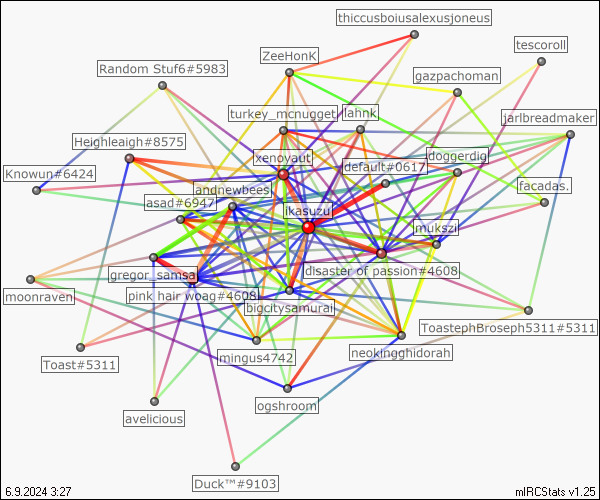 thiccusboiusalexusjoneus
tescoroll
ZeeHonK
Random Stuf6#5983
gazpachoman
turkey_mcnugget
lahnk
jarlbreadmaker
Heighleaigh#8575
xenoyaut
default#0617
doggerdig
Knowun#6424
andnewbees
facadas.
asad#6947
ikasuzu
mukszi
gregor_samsa
disaster of passion#4608
moonraven
pink hair woag#4608
bigcitysamurai
ToastephBroseph5311#5311
Toast#5311
mingus4742
neokingghidorah
avelicious
ogshroom
Duck™#9103
6.9.2024 3:27
mIRCStats v1.25